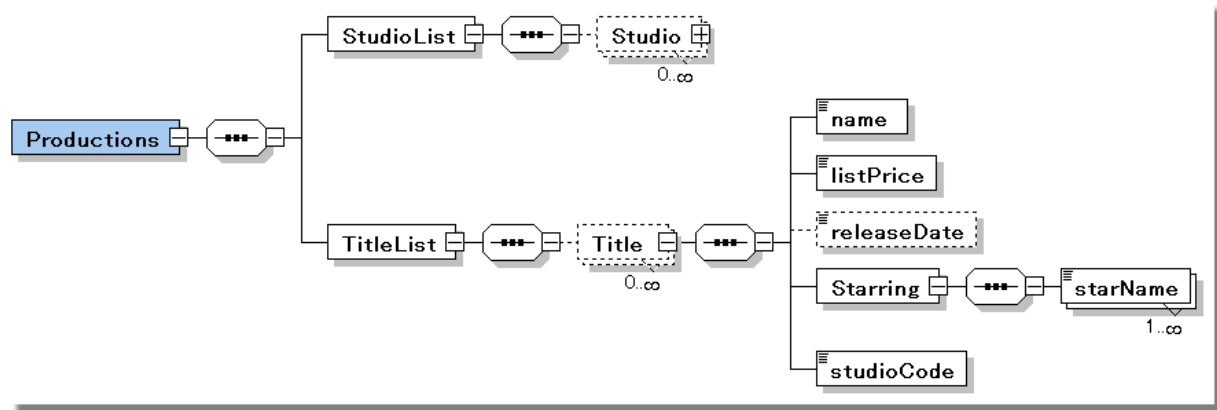 StudioList
Studio
0..∞
Productions
name
listPrice
releaseDate
TitleList
Title
0..∞
Starring
starName
1..∞
studioCode